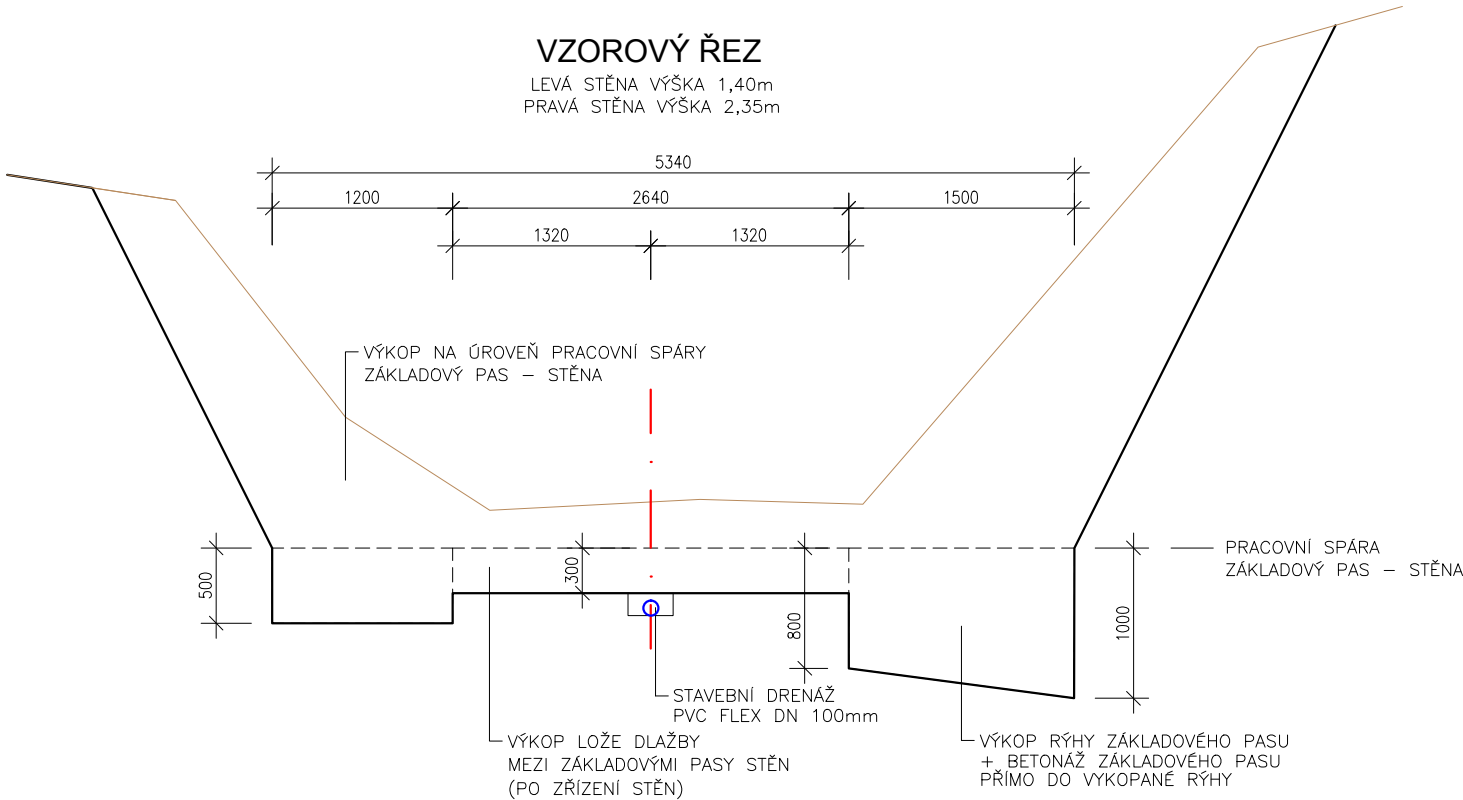 VZOROVÝ ŘEZ
LEVÁ STĚNA VÝŠKA 1,40m
PRAVÁ STĚNA VÝŠKA 2,35m
5340
1200
2640
1500
1320
1320
VÝKOP NA ÚROVEŇ PRACOVNÍ SPÁRY
ZÁKLADOVÝ PAS – STĚNA
PRACOVNÍ SPÁRA
ZÁKLADOVÝ PAS – STĚNA
500
300
800
1000
STAVEBNÍ DRENÁŽ
PVC FLEX DN 100mm
VÝKOP LOŽE DLAŽBY
MEZI ZÁKLADOVÝMI PASY STĚN
(PO ZŘÍZENÍ STĚN)
VÝKOP RÝHY ZÁKLADOVÉHO PASU
+ BETONÁŽ ZÁKLADOVÉHO PASU
PŘÍMO DO VYKOPANÉ RÝHY